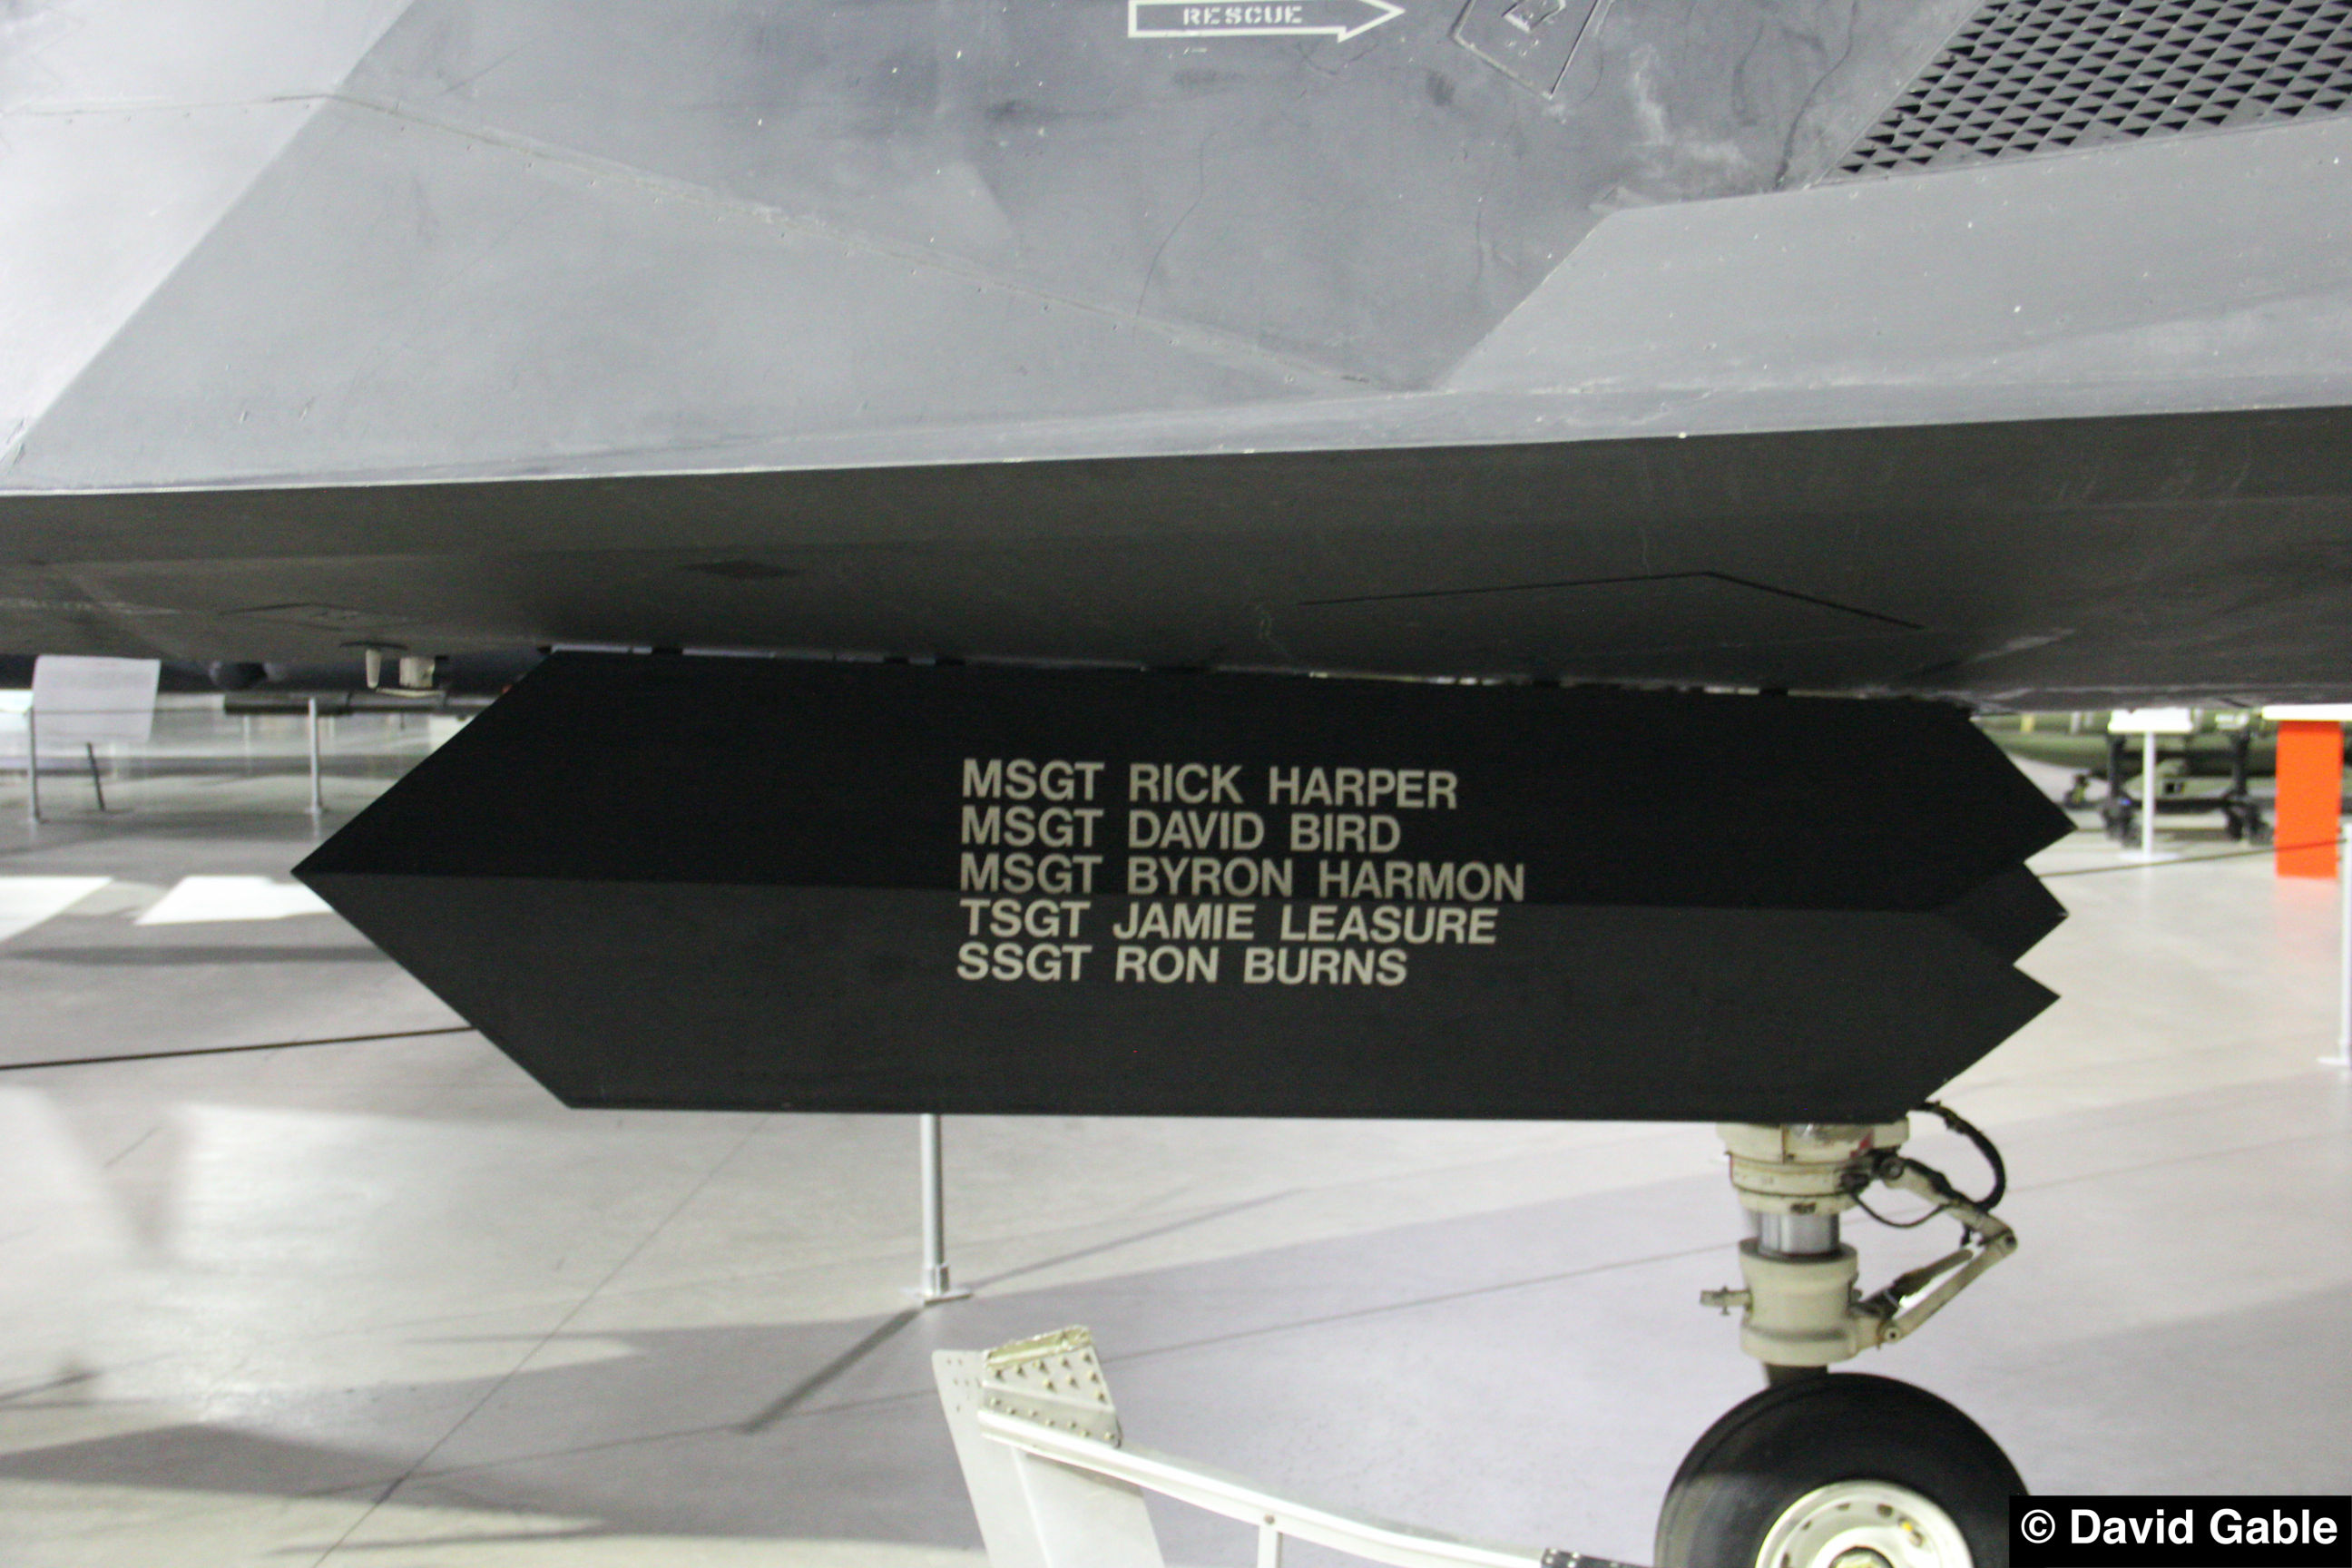 RESCUE
MSGT RICK HARPER
MSGT DAVID BIRD
MSGT BYRON HARMON
TSGT JAMIE LEASURE
SSGT RON BURNS
© David Gable